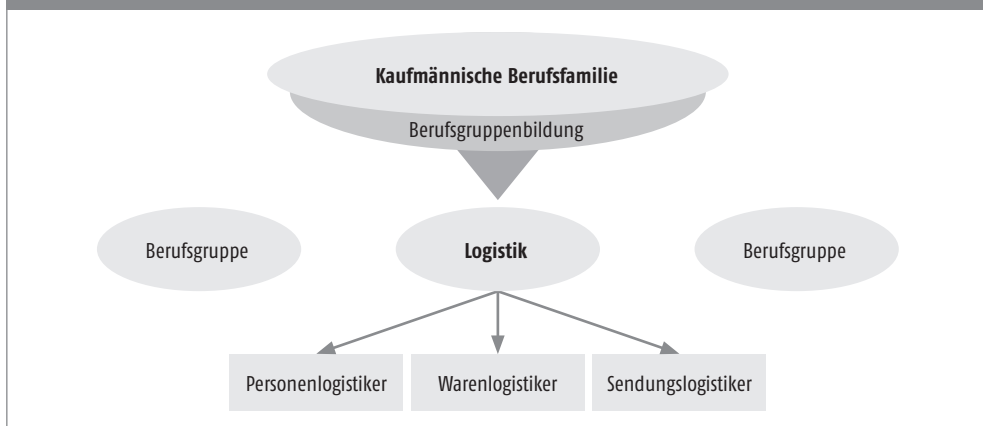 Kaufmännische Berufsfamilie
Berufsgruppenbildung
Berufsgruppe
Logistik
Berufsgruppe
Personenlogistiker
Warenlogistiker
Sendungslogistiker